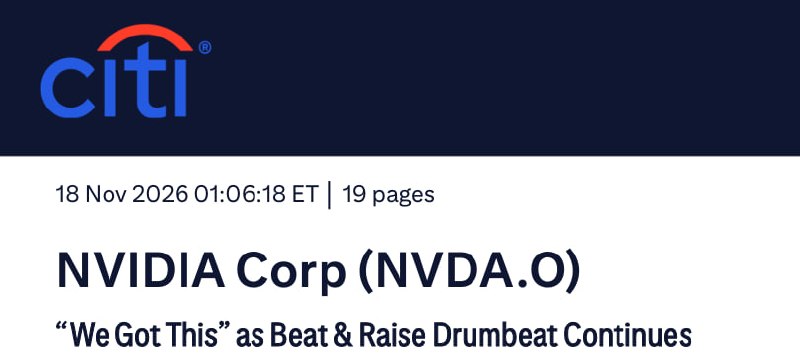 citi®
18 Nov 2026 01:06:18 ET | 19 pages
NVIDIA Corp (NVDA.O)
“We Got This” as Beat & Raise Drumbeat Continues